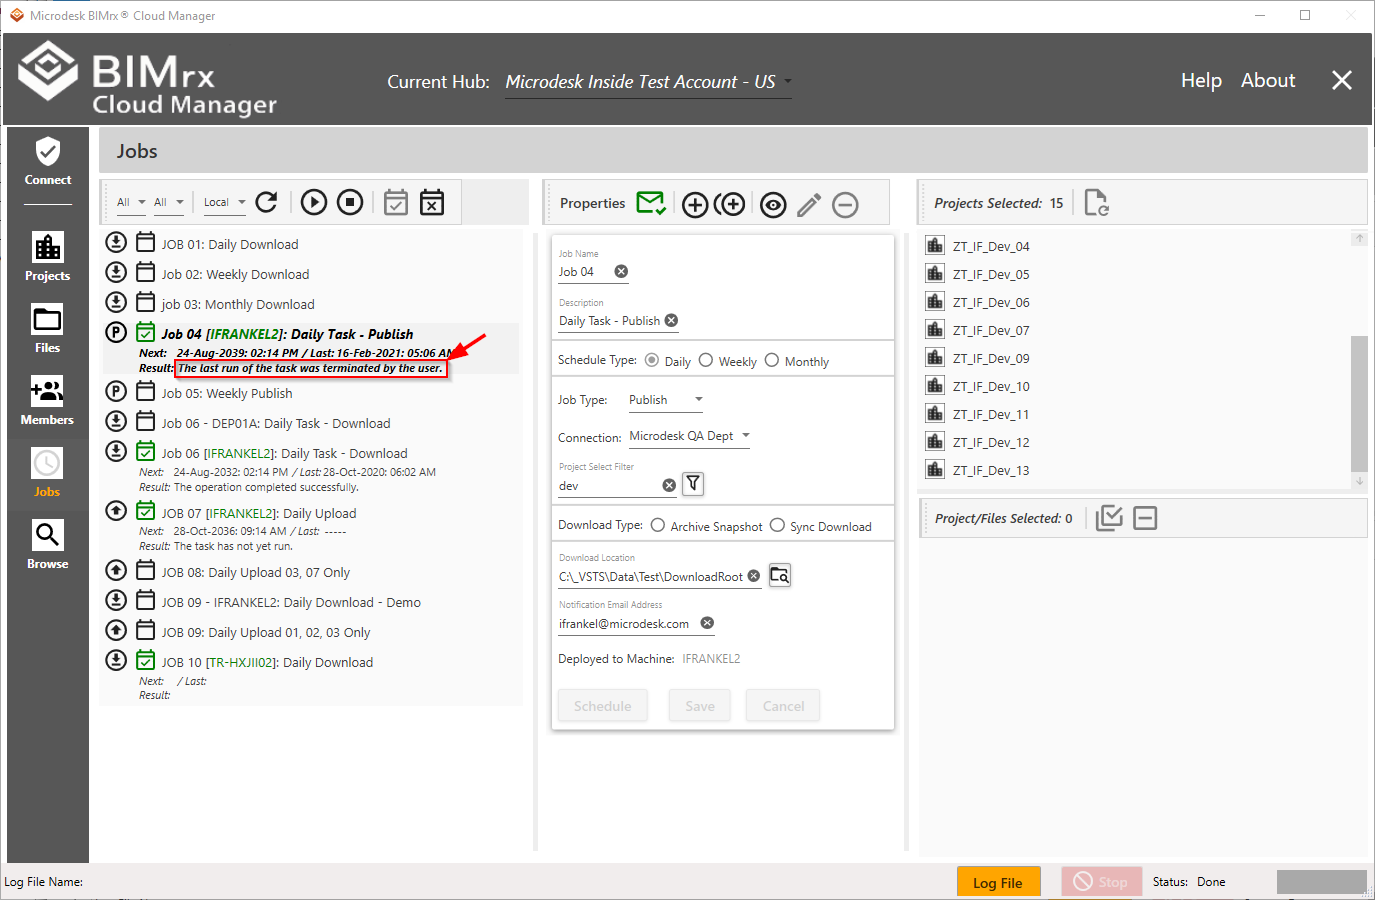 Microdesk BIMrx® Cloud Manager
BIMrx
Cloud Manager
Current Hub: Microdesk Inside Test Account - US
Help About
Connect
Projects
Files
Members
Jobs
Browse
Jobs
All All Local
JOB 01: Daily Download
Job 02: Weekly Download
job 03: Monthly Download
P Job 04 [IFRANKEL2]: Daily Task - Publish
Next: 24-Aug-2039: 02:14 PM / Last: 16-Feb-2021: 05:06 AM
Result: The last run of the task was terminated by the user.
P Job 05: Weekly Publish
Job 06 - DEP01A: Daily Task - Download
Job 06 [IFRANKEL2]: Daily Task - Download
Next: 24-Aug-2032: 02:14 PM / Last: 28-Oct-2020: 06:02 AM
Result: The operation completed successfully.
JOB 07 [IFRANKEL2]: Daily Upload
Next: 28-Oct-2036: 09:14 AM / Last: -----
Result: The task has not yet run.
JOB 08: Daily Upload 03, 07 Only
JOB 09 - IFRANKEL2: Daily Download - Demo
JOB 09: Daily Upload 01, 02, 03 Only
JOB 10 [TR-HXJII02]: Daily Download
Next: / Last:
Result:
Properties
Job Name
Job 04
Description
Daily Task - Publish
Schedule Type: Daily Weekly Monthly
Job Type: Publish
Connection: Microdesk QA Dept
Project Select Filter
dev
Download Type: Archive Snapshot Sync Download
Download Location
C:\_VSTS\Data\Test\DownloadRoot
Notification Email Address
ifrankel@microdesk.com
Deployed to Machine: IFRANKEL2
Schedule Save Cancel
Projects Selected: 15
ZT_IF_Dev_04
ZT_IF_Dev_05
ZT_IF_Dev_06
ZT_IF_Dev_07
ZT_IF_Dev_09
ZT_IF_Dev_10
ZT_IF_Dev_11
ZT_IF_Dev_12
ZT_IF_Dev_13
Project/Files Selected: 0
Log File Name:
Log File Stop Status: Done